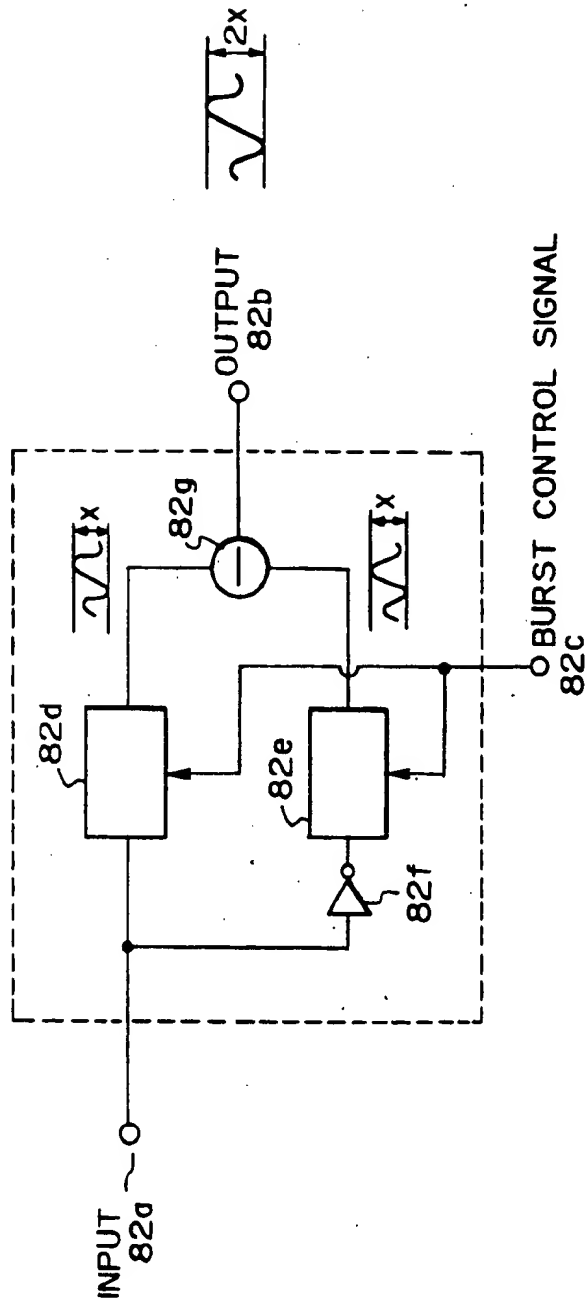 INPUT
82a
82d
82e
82f
x
x
82g
OUTPUT
82b
2x
BURST CONTROL SIGNAL
82c